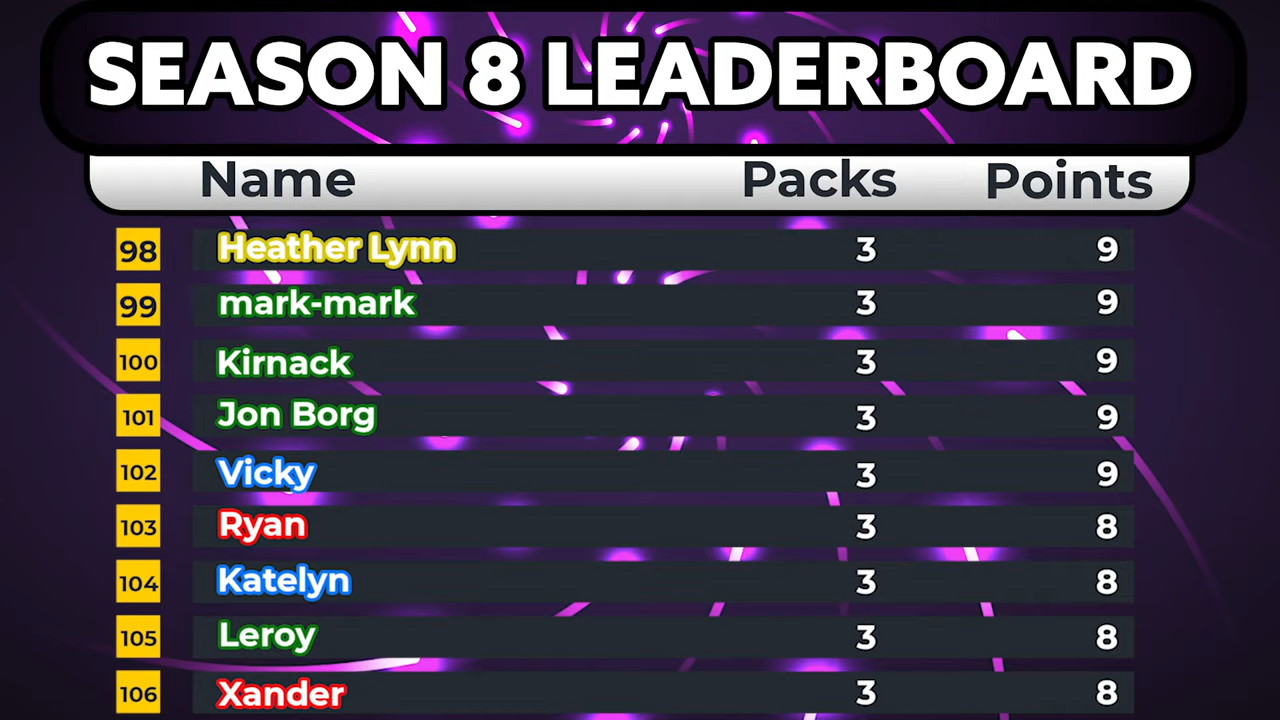 SEASON 8 LEADERBOARD
Name Packs Points
98 Heather Lynn 3 9
99 mark-mark 3 9
100 Kirnack 3 9
101 Jon Borg 3 9
102 Vicky 3 9
103 Ryan 3 8
104 Katelyn 3 8
105 Leroy 3 8
106 Xander 3 8